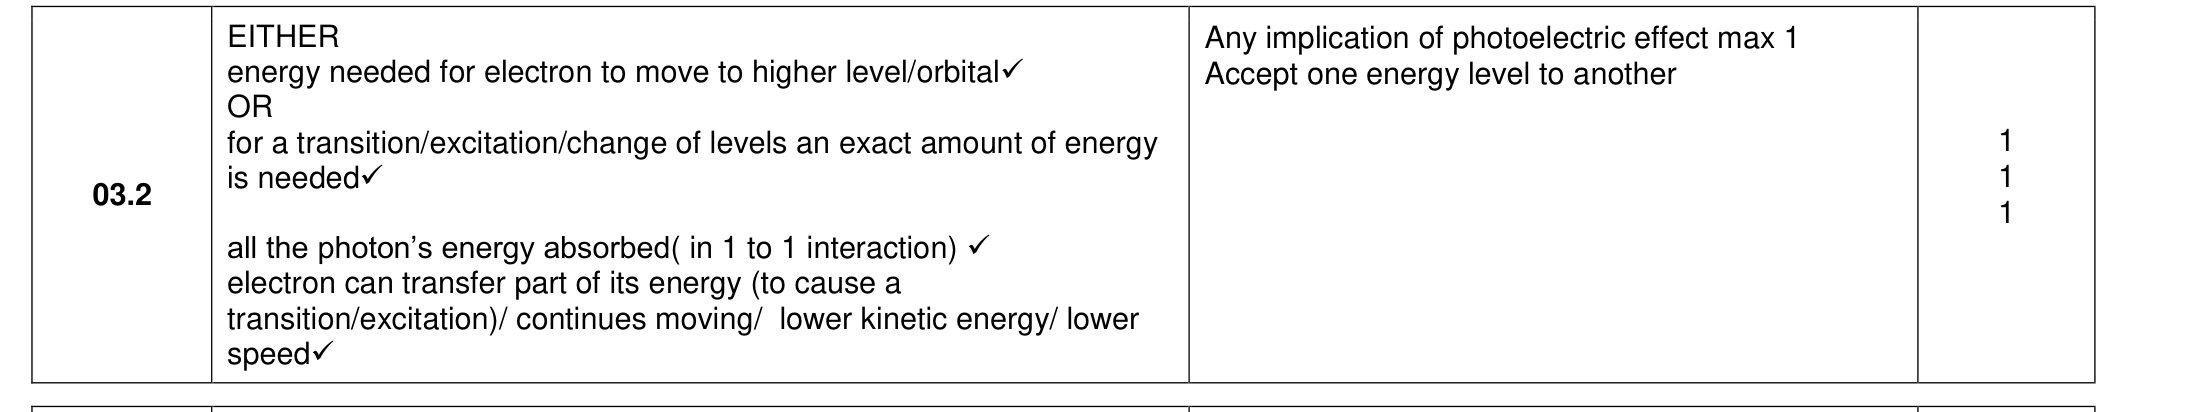 03.2
EITHER
energy needed for electron to move to higher level/orbital✓
OR
for a transition/excitation/change of levels an exact amount of energy
is needed✓
all the photon’s energy absorbed( in 1 to 1 interaction) ✓
electron can transfer part of its energy (to cause a
transition/excitation)/ continues moving/  lower kinetic energy/ lower
speed✓
Any implication of photoelectric effect max 1
Accept one energy level to another
1
1
1